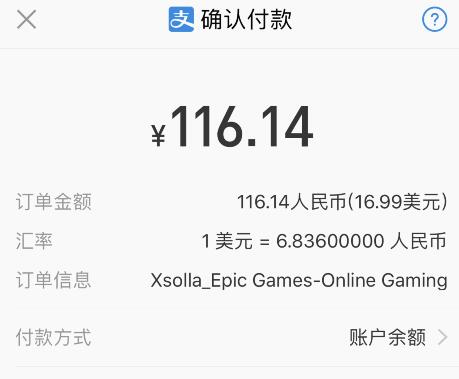 支 确认付款 ?
¥116.14
订单金额 116.14人民币(16.99美元)
汇率 1 美元 = 6.83600000 人民币
订单信息 Xsolla_Epic Games-Online Gaming
付款方式 账户余额